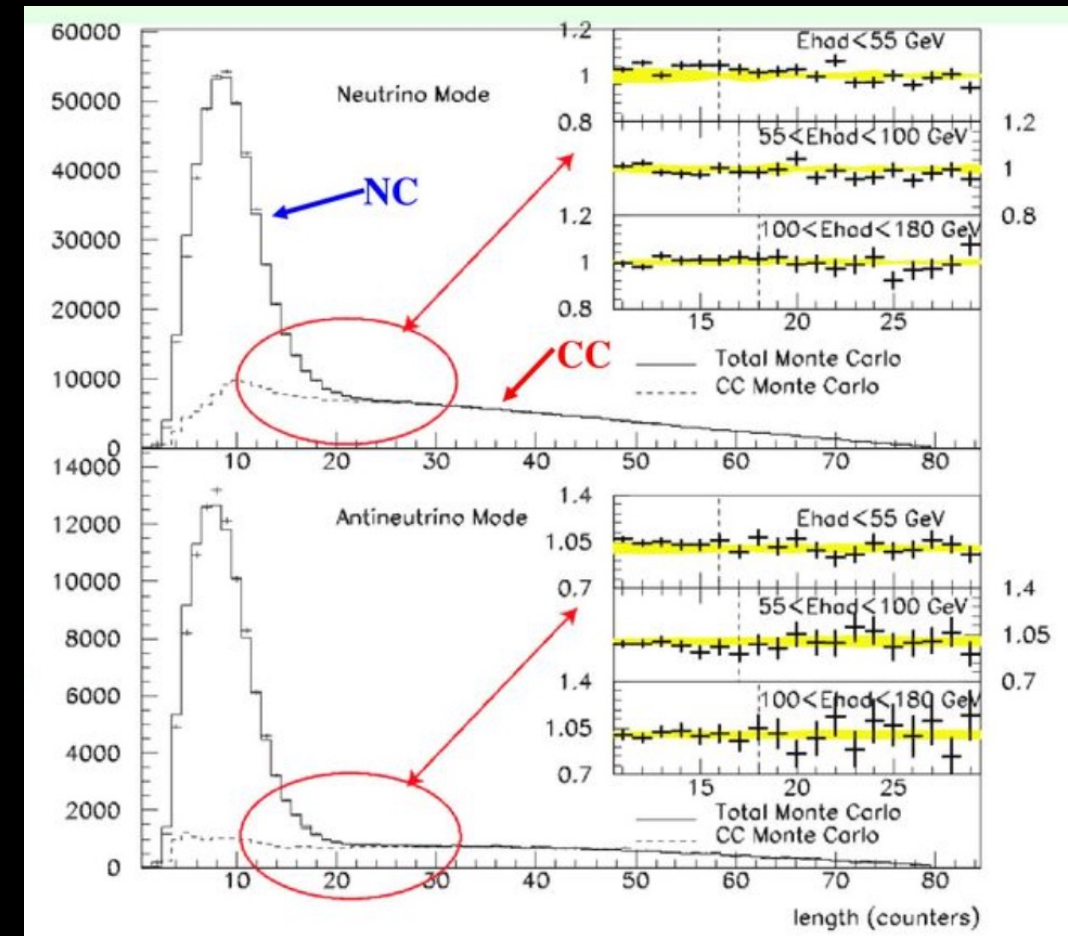 60000
50000
40000
30000
20000
10000
0
Neutrino Mode
NC
CC
1.2
1
0.8
Ehad<55 GeV
55<Ehad<100 GeV
1.2
1
0.8
1.2
1
0.8
100<Ehad<180 GeV
15 20 25
Total Monte Carlo
CC Monte Carlo
10 20 30 40 50 60 70 80
14000
12000
10000
8000
6000
4000
2000
0
Antineutrino Mode
1.4
1.05
0.7
Ehad<55 GeV
55<Ehad<100 GeV
1.4
1.05
0.7
1.4
1.05
0.7
100<Ehad<180 GeV
15 20 25
Total Monte Carlo
CC Monte Carlo
10 20 30 40 50 60 70 80
length (counters)